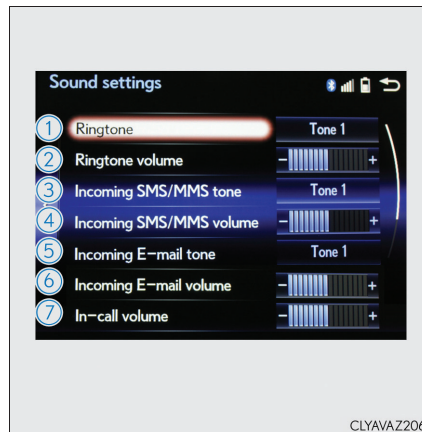 Sound settings
1 Ringtone Tone 1
2 Ringtone volume - +
3 Incoming SMS/MMS tone Tone 1
4 Incoming SMS/MMS volume - +
5 Incoming E-mail tone Tone 1
6 Incoming E-mail volume - +
7 In-call volume - +
CLYAVAZ206